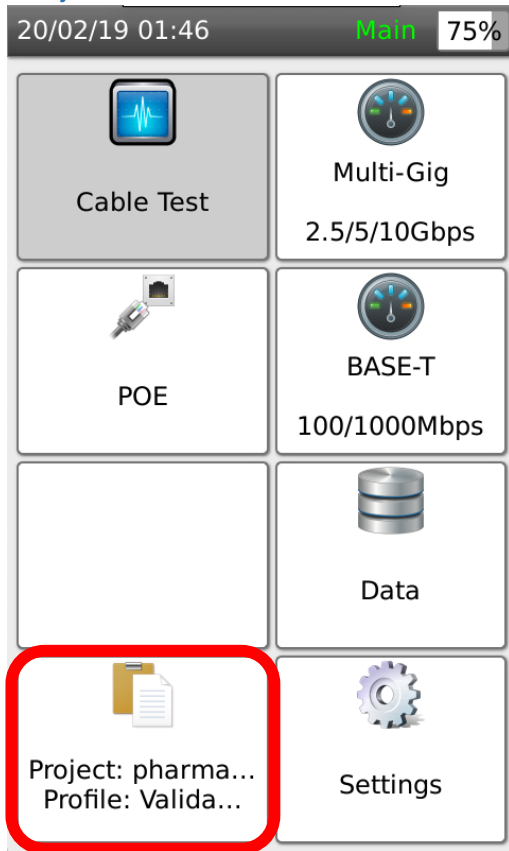 20/02/19 01:46 Main 75%
Cable Test
Multi-Gig
2.5/5/10Gbps
POE
BASE-T
100/1000Mbps
Data
Project: pharma...
Profile: Valida...
Settings